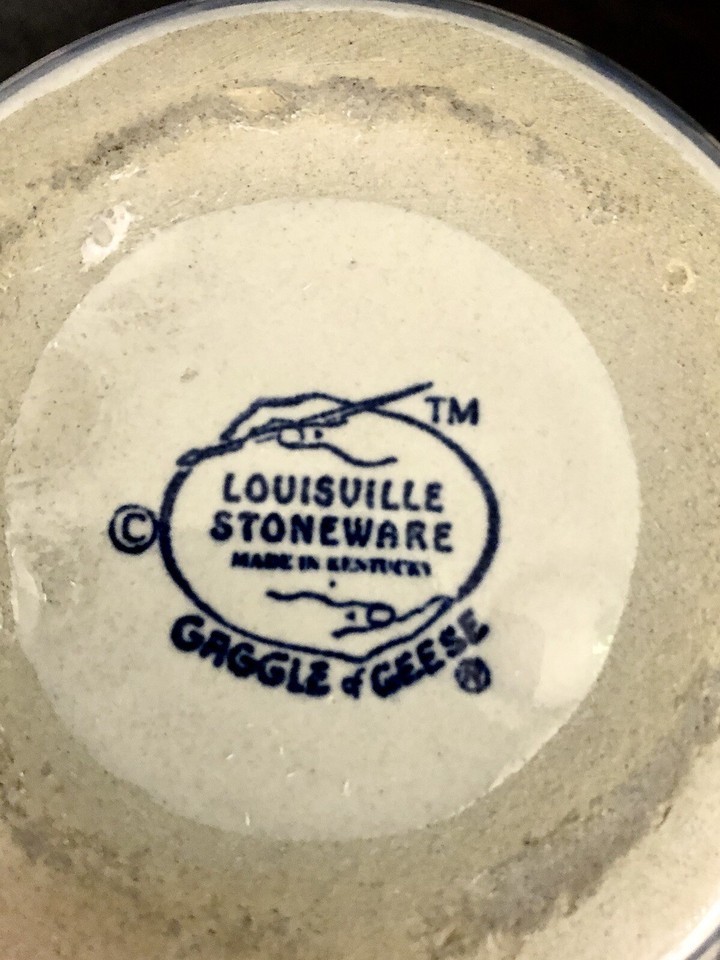 TM
LOUISVILLE
© STONEWARE
MADE IN KENTUCKY
GAGGLE of GEESE ®